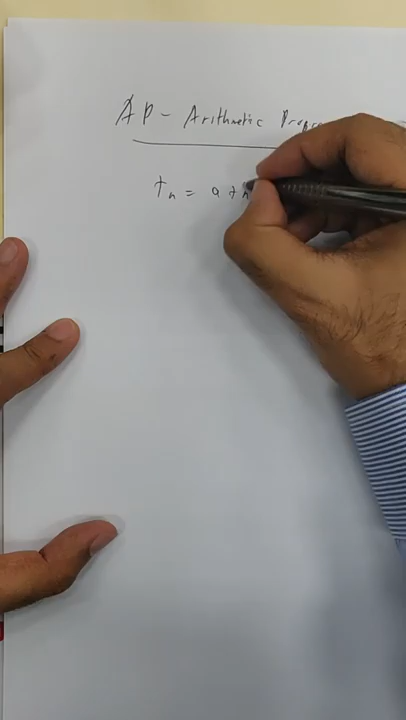 AP - Arithmetic
tn = a +